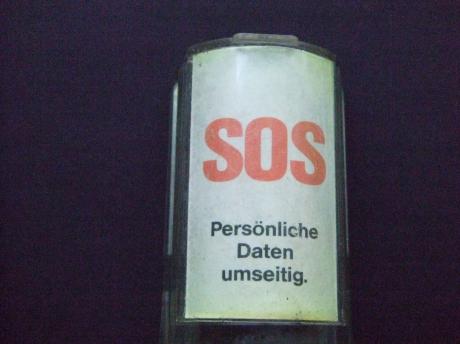 SOS
Persönliche
Daten
umseitig.